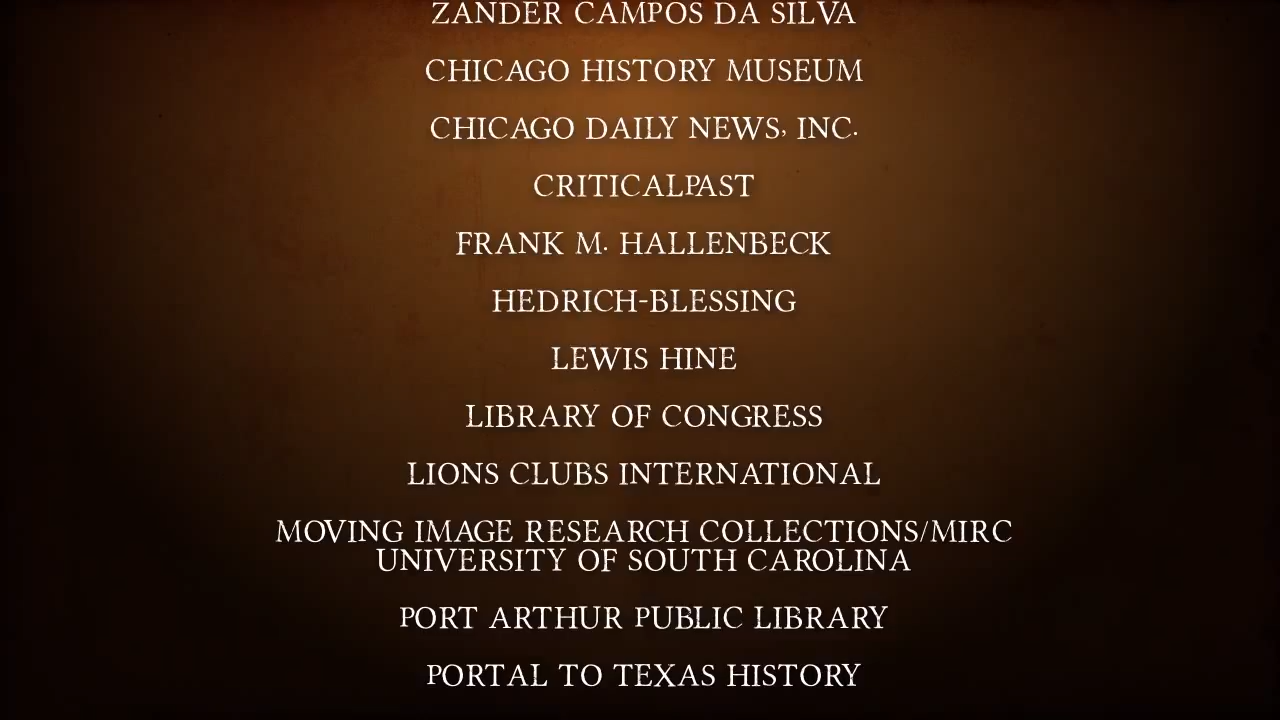 ZANDER CAMPOS DA SILVA
CHICAGO HISTORY MUSEUM
CHICAGO DAILY NEWS, INC.
CRITICALPAST
FRANK M. HALLENBECK
HEDRICH-BLESSING
LEWIS HINE
LIBRARY OF CONGRESS
LIONS CLUBS INTERNATIONAL
MOVING IMAGE RESEARCH COLLECTIONS/MIRC
UNIVERSITY OF SOUTH CAROLINA
PORT ARTHUR PUBLIC LIBRARY
PORTAL TO TEXAS HISTORY